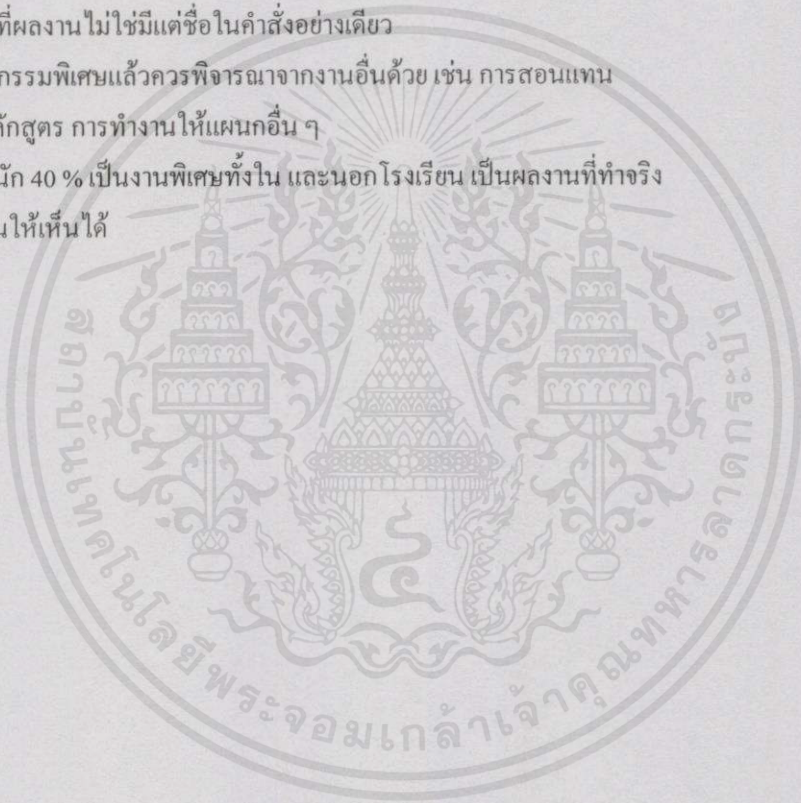 ที่ผลงานไม่ใช่มีแต่ชื่อในคำสั่งอย่างเดียว
กรรมพิเศษแล้วควรพิจารณาจากงานอื่นด้วย เช่น การสอนแทน
ักสูตร การทำงานให้แผนกอื่น ๆ
นัก 40 % เป็นงานพิเศษทั้งใน และนอกโรงเรียน เป็นผลงานที่ทำจริง
นให้เห็นได้
สถาบันเทคโนโลยีพระจอมเกล้าเจ้าคุณทหารลาดกระบัง